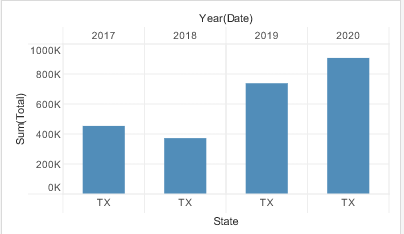 Year(Date)
2017 2018 2019 2020
1000K
800K
600K
400K
200K
0K
Sum(Total)
TX TX TX TX
State